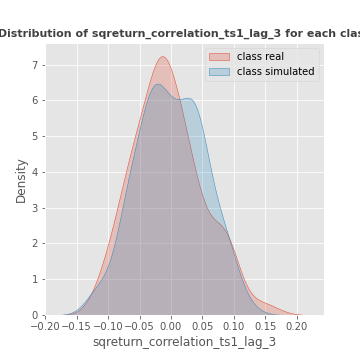 Distribution of sqreturn_correlation_ts1_lag_3 for each clas
class real
class simulated
7
6
5
4
3
2
1
0
Density
−0.20 −0.15 −0.10 −0.05 0.00 0.05 0.10 0.15 0.20
sqreturn_correlation_ts1_lag_3